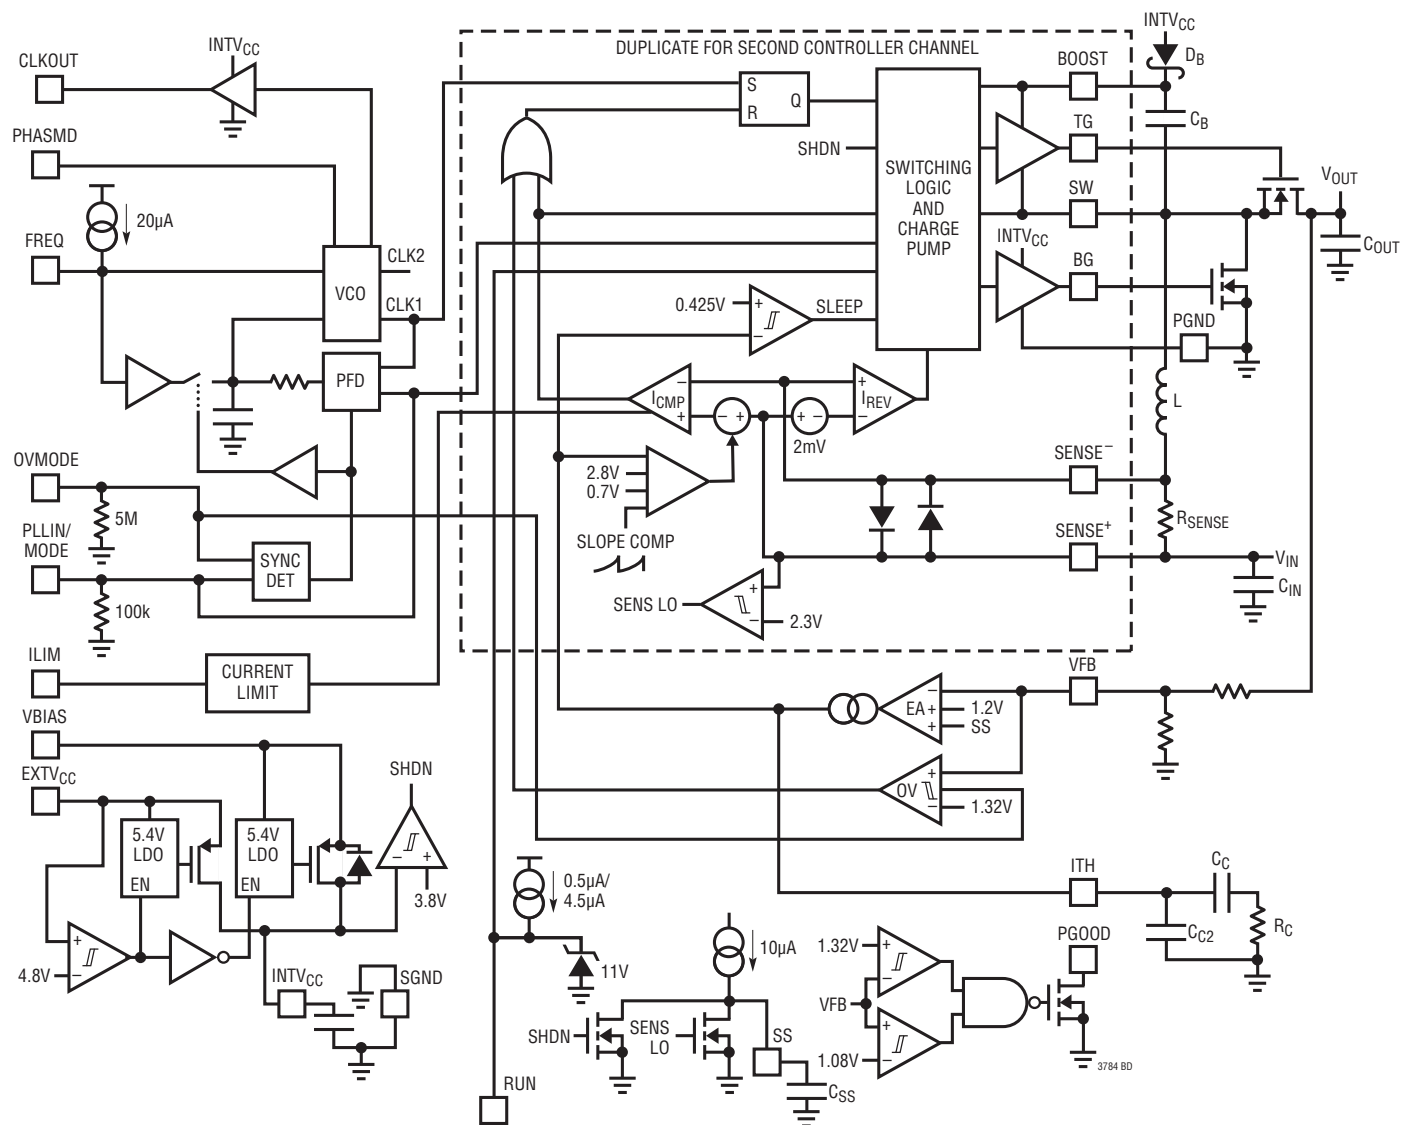 DUPLICATE FOR SECOND CONTROLLER CHANNEL
CLKOUT
INTVCC
PHASMD
20µA
FREQ
VCO
CLK2
CLK1
PFD
OVMODE
5M
PLLIN/
MODE
SYNC
DET
100k
ILIM
CURRENT
LIMIT
VBIAS
EXTVCC
5.4V
LDO
EN
5.4V
LDO
EN
SHDN
– +
3.8V
+
–
4.8V
INTVCC
SGND
S
R
Q
SHDN
SWITCHING
LOGIC
AND
CHARGE
PUMP
0.425V
+
–
SLEEP
ICMP
–
+
– +
+ –
2mV
+
–
IREV
2.8V
0.7V
SLOPE COMP
SENS LO
+
–
2.3V
INTVCC
BOOST
TG
SW
BG
PGND
SENSE–
SENSE+
INTVCC
DB
CB
VOUT
COUT
L
RSENSE
VIN
CIN
VFB
EA
–
+
+
1.2V
SS
OV
+
–
1.32V
0.5µA/
4.5µA
11V
RUN
10µA
SHDN
SENS
LO
SS
CSS
1.32V
+
–
VFB
+
–
1.08V
PGOOD
ITH
CC
CC2
RC
3784 BD